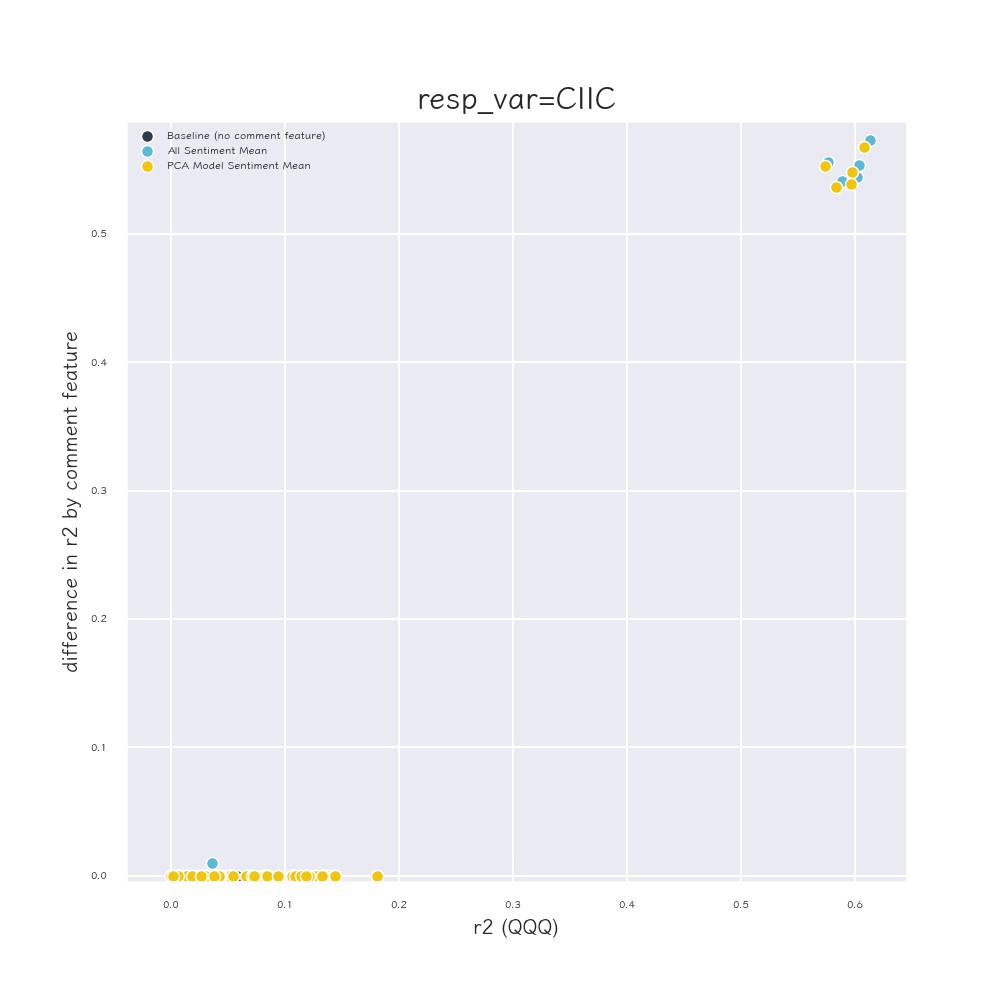 resp_var=CIIC
Baseline (no comment feature)
All Sentiment Mean
PCA Model Sentiment Mean
difference in r2 by comment feature
0.5
0.4
0.3
0.2
0.1
0.0
0.0 0.1 0.2 0.3 0.4 0.5 0.6
r2 (QQQ)